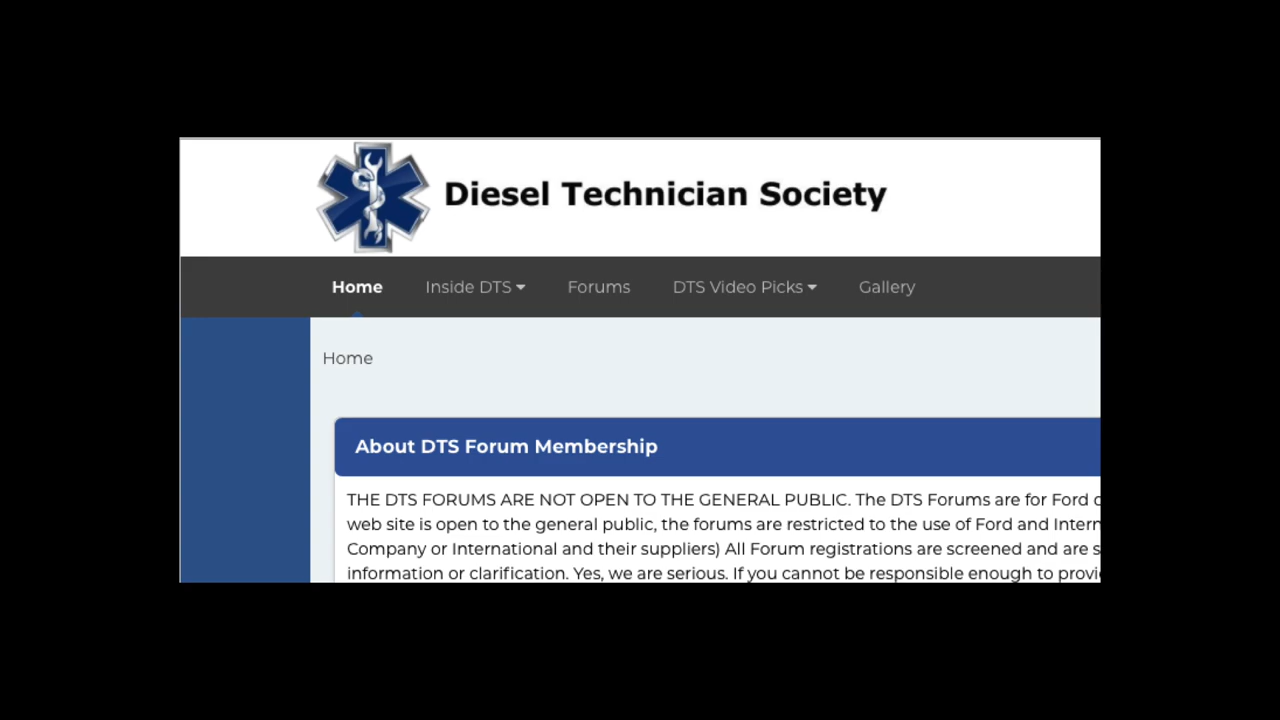 Diesel Technician Society
Home Inside DTS Forums DTS Video Picks Gallery
Home
About DTS Forum Membership
THE DTS FORUMS ARE NOT OPEN TO THE GENERAL PUBLIC. The DTS Forums are for Ford
web site is open to the general public, the forums are restricted to the use of Ford and
Company or International and their suppliers) All Forum registrations are screened and are
information or clarification. Yes, we are serious. If you cannot be responsible enough to